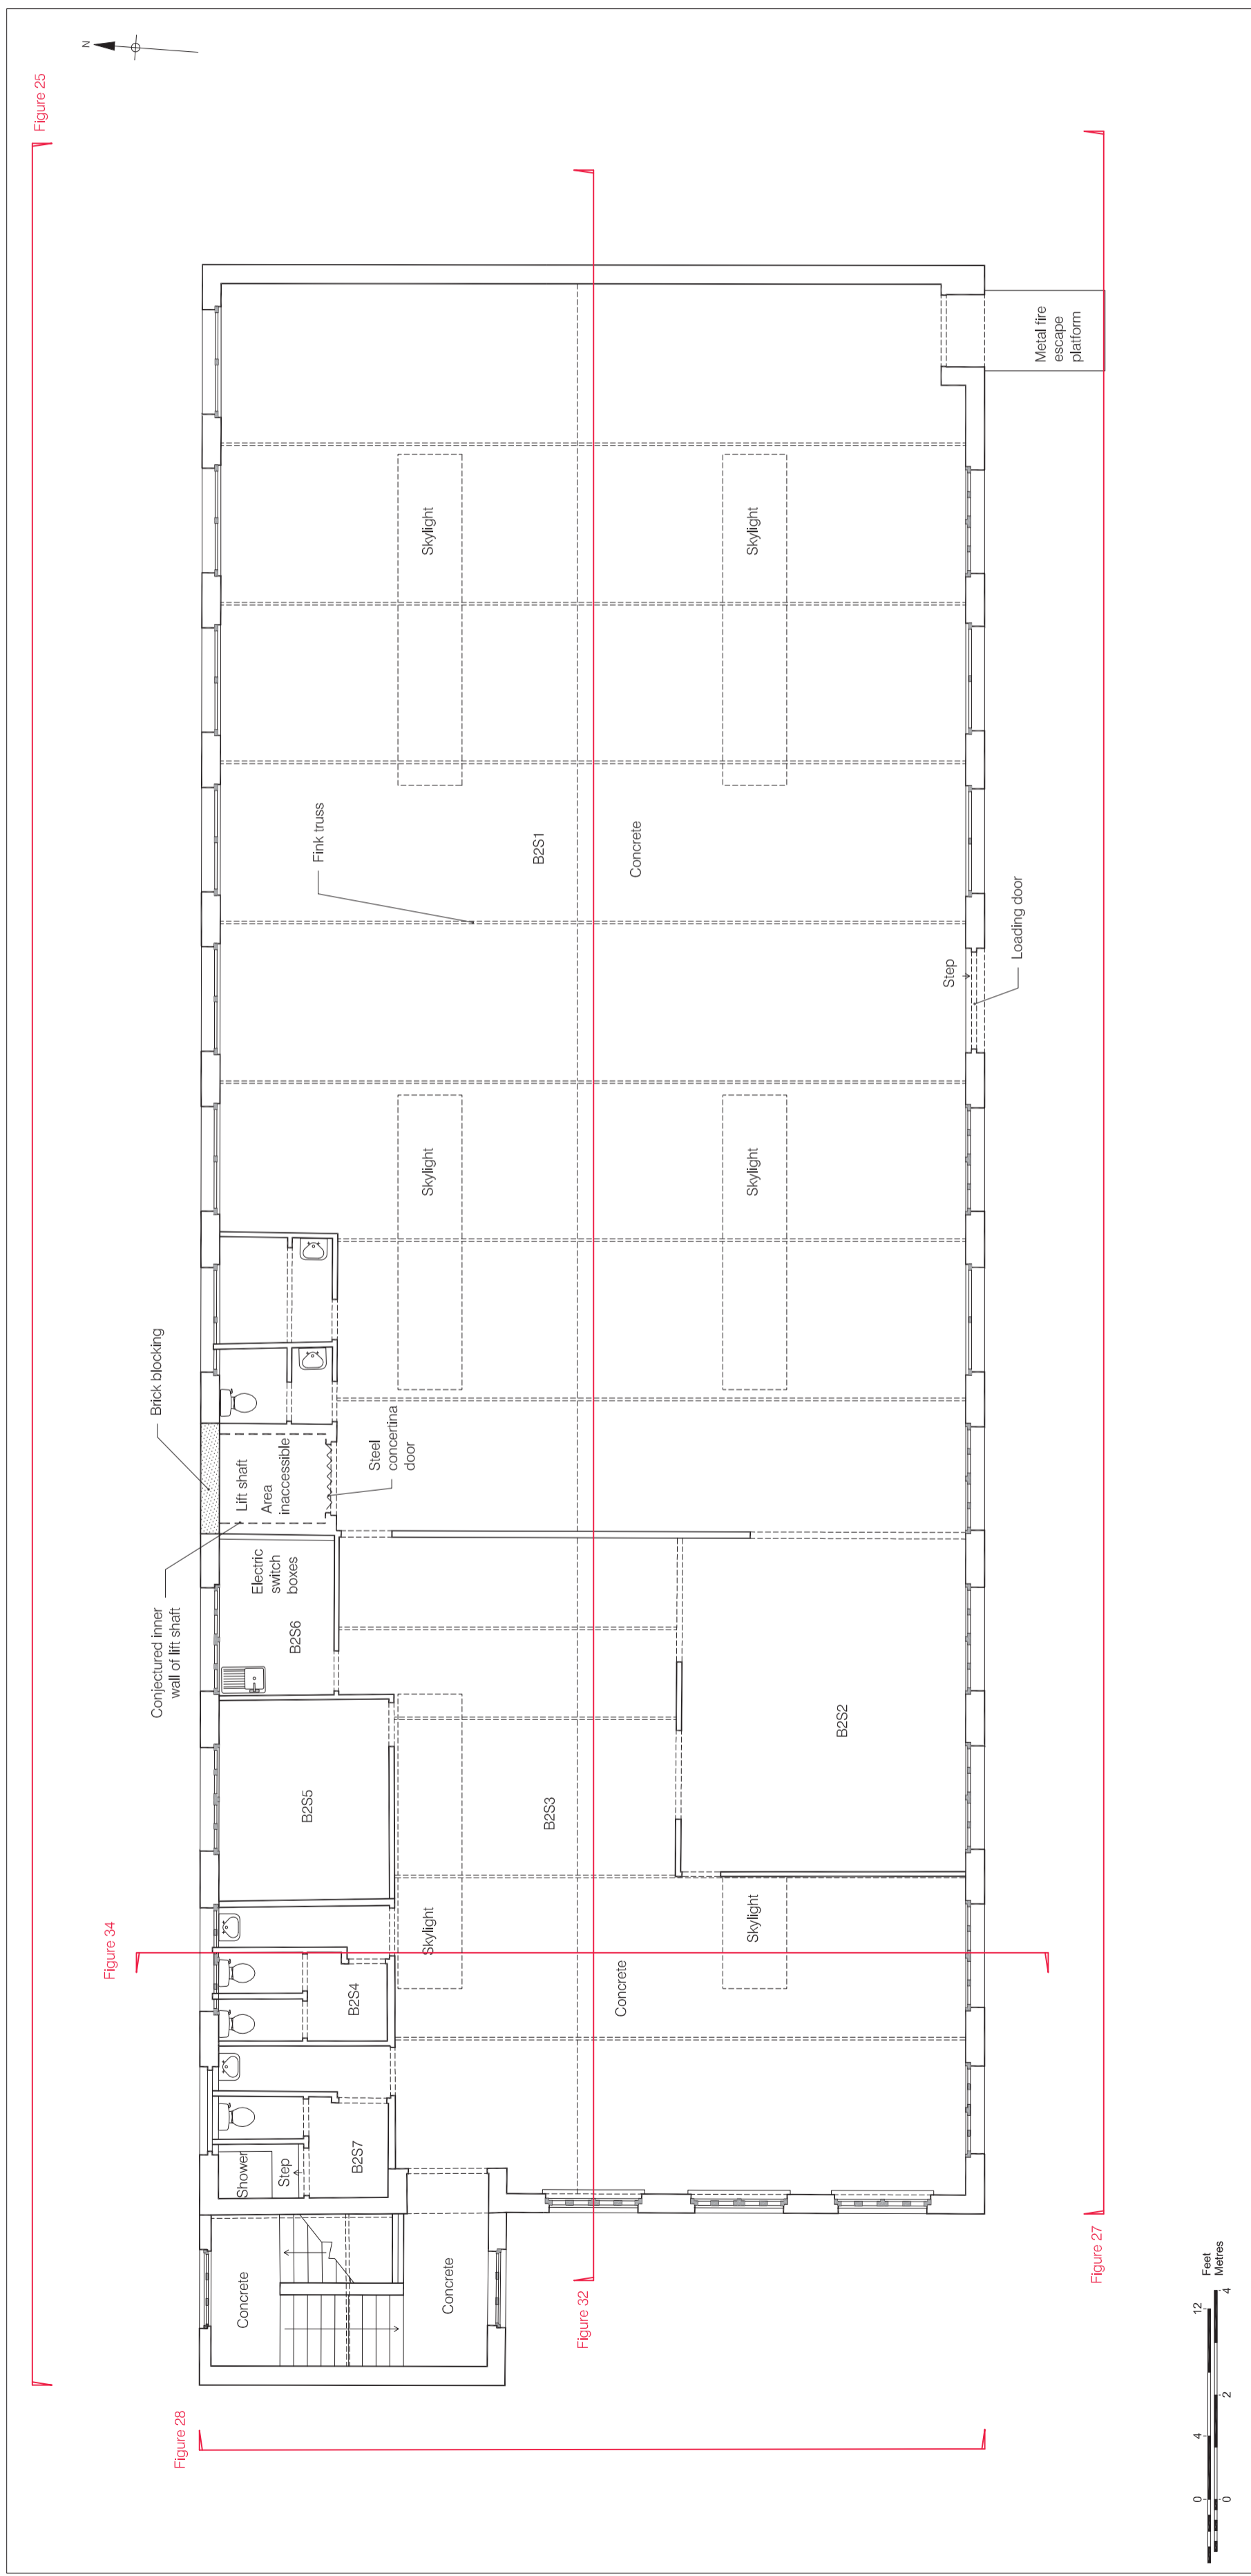 N
Figure 25
Metal fire
escape
platform
Skylight
Skylight
Fink truss
B2S1
Concrete
Step
Loading door
Skylight
Skylight
Brick blocking
Lift shaft
Area
inaccessible
Steel
concertina
door
Conjectured inner
wall of lift shaft
Electric
switch
boxes
B2S6
B2S5
B2S3
B2S2
Figure 34
Skylight
Skylight
B2S4
Concrete
Shower
Step
B2S7
Concrete
Concrete
Figure 32
Figure 27
Figure 28
0 4 12 Feet
0 2 4 Metres